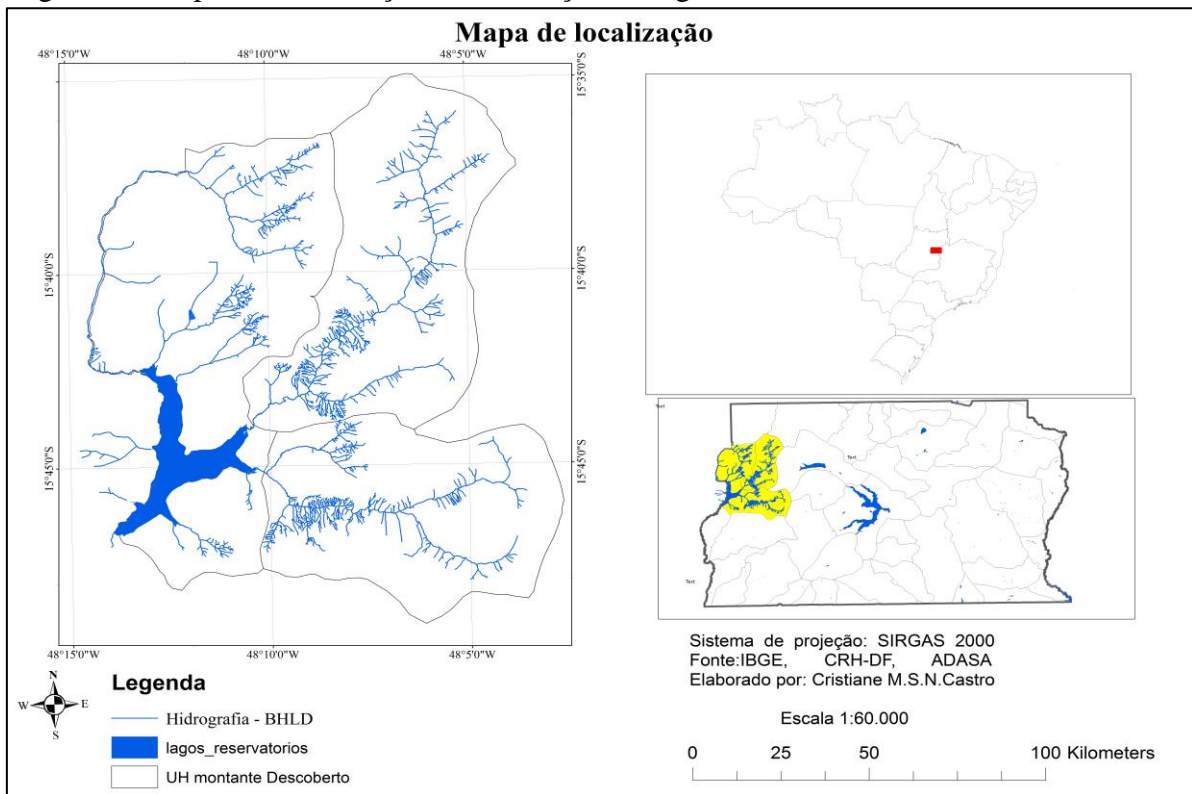 Mapa de localização
48°15'0"W
48°10'0"W
48°5'0"W
15°35'0"S
15°40'0"S
15°40'0"S
15°45'0"S
15°45'0"S
48°15'0"W
48°10'0"W
48°5'0"W
Text
Text
Text
N
W
E
S
Legenda
Hidrografia - BHLD
lagos_reservatorios
UH montante Descoberto
Sistema de projeção: SIRGAS 2000
Fonte:IBGE, CRH-DF, ADASA
Elaborado por: Cristiane M.S.N.Castro
Escala 1:60.000
0 25 50 100 Kilometers